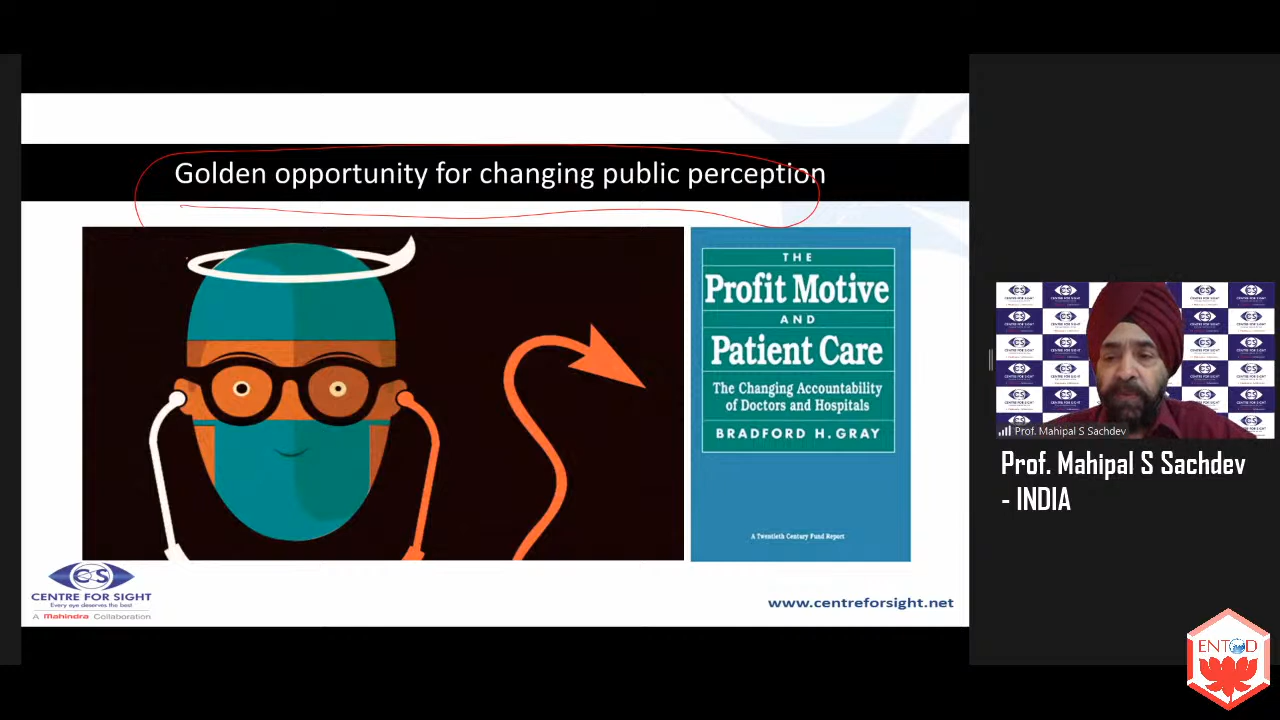 Golden opportunity for changing public perception
THE
Profit Motive
AND
Patient Care
The Changing Accountability
of Doctors and Hospitals
BRADFORD H. GRAY
A Twentieth Century Fund Report
CS
CENTRE FOR SIGHT
Every eye deserves the best
A Mahindra Collaboration
www.centreforsight.net
Prof. Mahipal S Sachdev
Prof. Mahipal S Sachdev
- INDIA
ENTOD